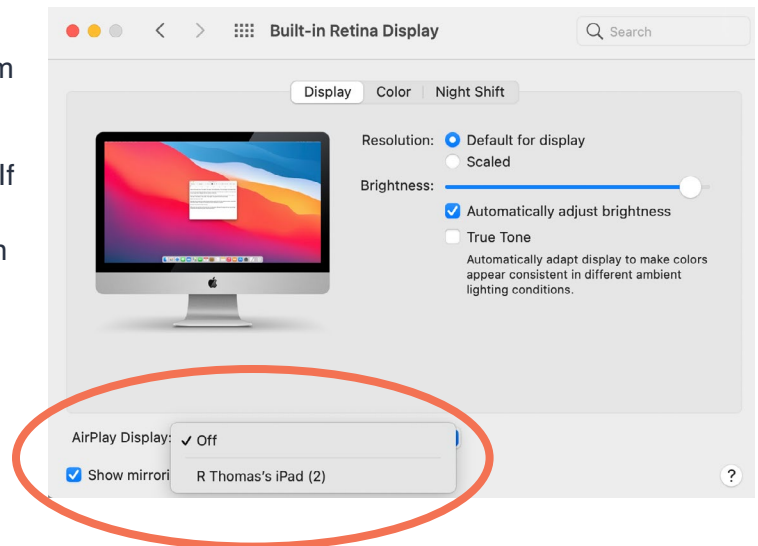 Built-in Retina Display
Search
m
If
n
Display Color Night Shift
Resolution: Default for display
Scaled
Brightness:
Automatically adjust brightness
True Tone
Automatically adapt display to make colors
appear consistent in different ambient
lighting conditions.
AirPlay Display: ✓ Off
Show mirrori
R Thomas's iPad (2)
?